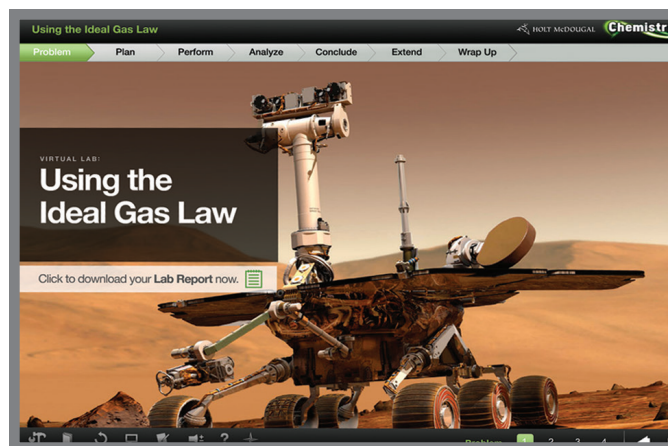 Using the Ideal Gas Law
HOLT McDOUGAL
Chemistr
Problem
Plan
Perform
Analyze
Conclude
Extend
Wrap Up
VIRTUAL LAB:
Using the
Ideal Gas Law
Click to download your Lab Report now.
?
Problem 1 2 3 4